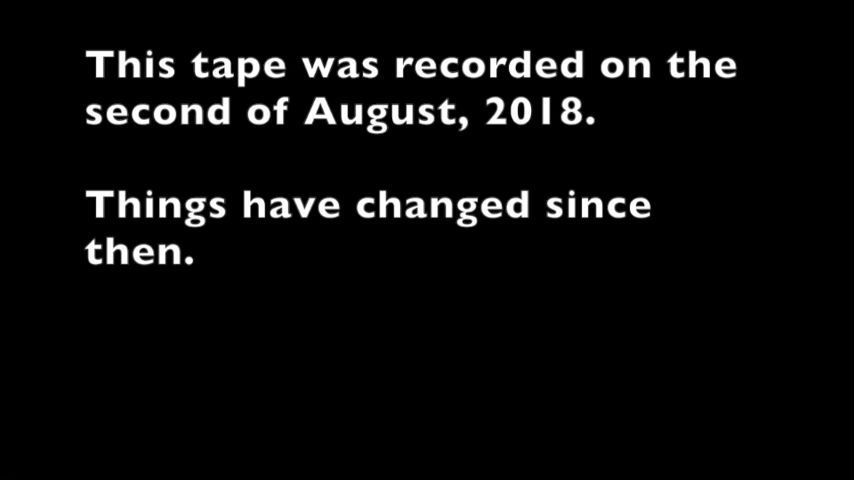 This tape was recorded on the
second of August, 2018.
Things have changed since
then.